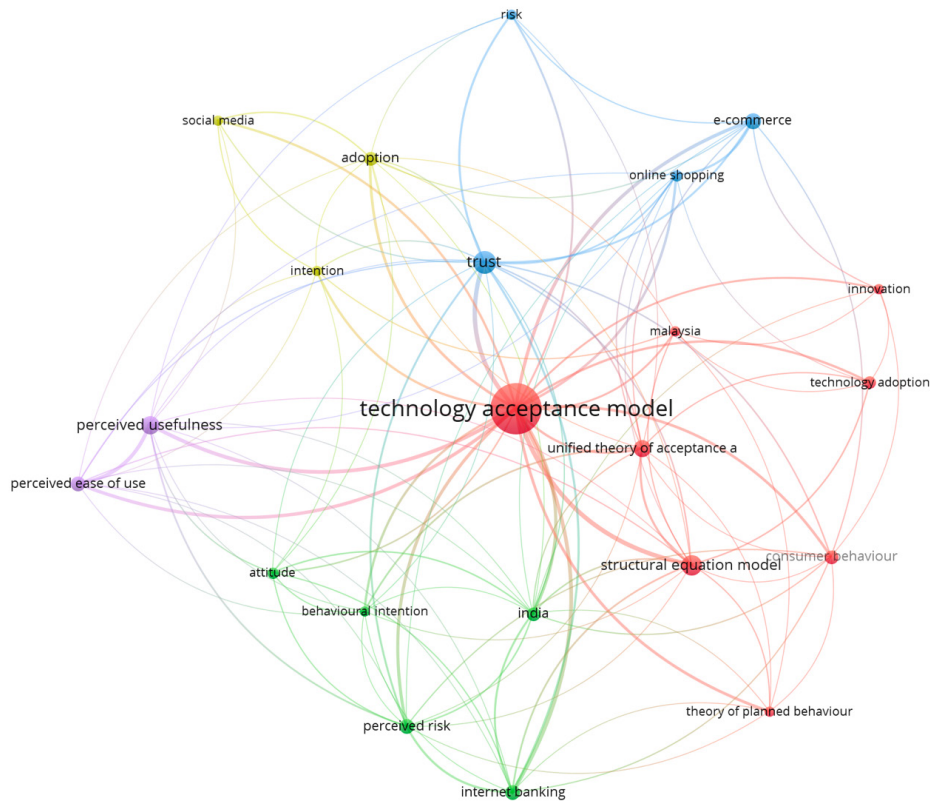 risk
social media
e-commerce
adoption
online shopping
trust
intention
innovation
malaysia
technology adoption
technology acceptance model
perceived usefulness
unified theory of acceptance a
perceived ease of use
consumer behaviour
structural equation model
attitude
behavioural intention
india
theory of planned behaviour
perceived risk
internet banking